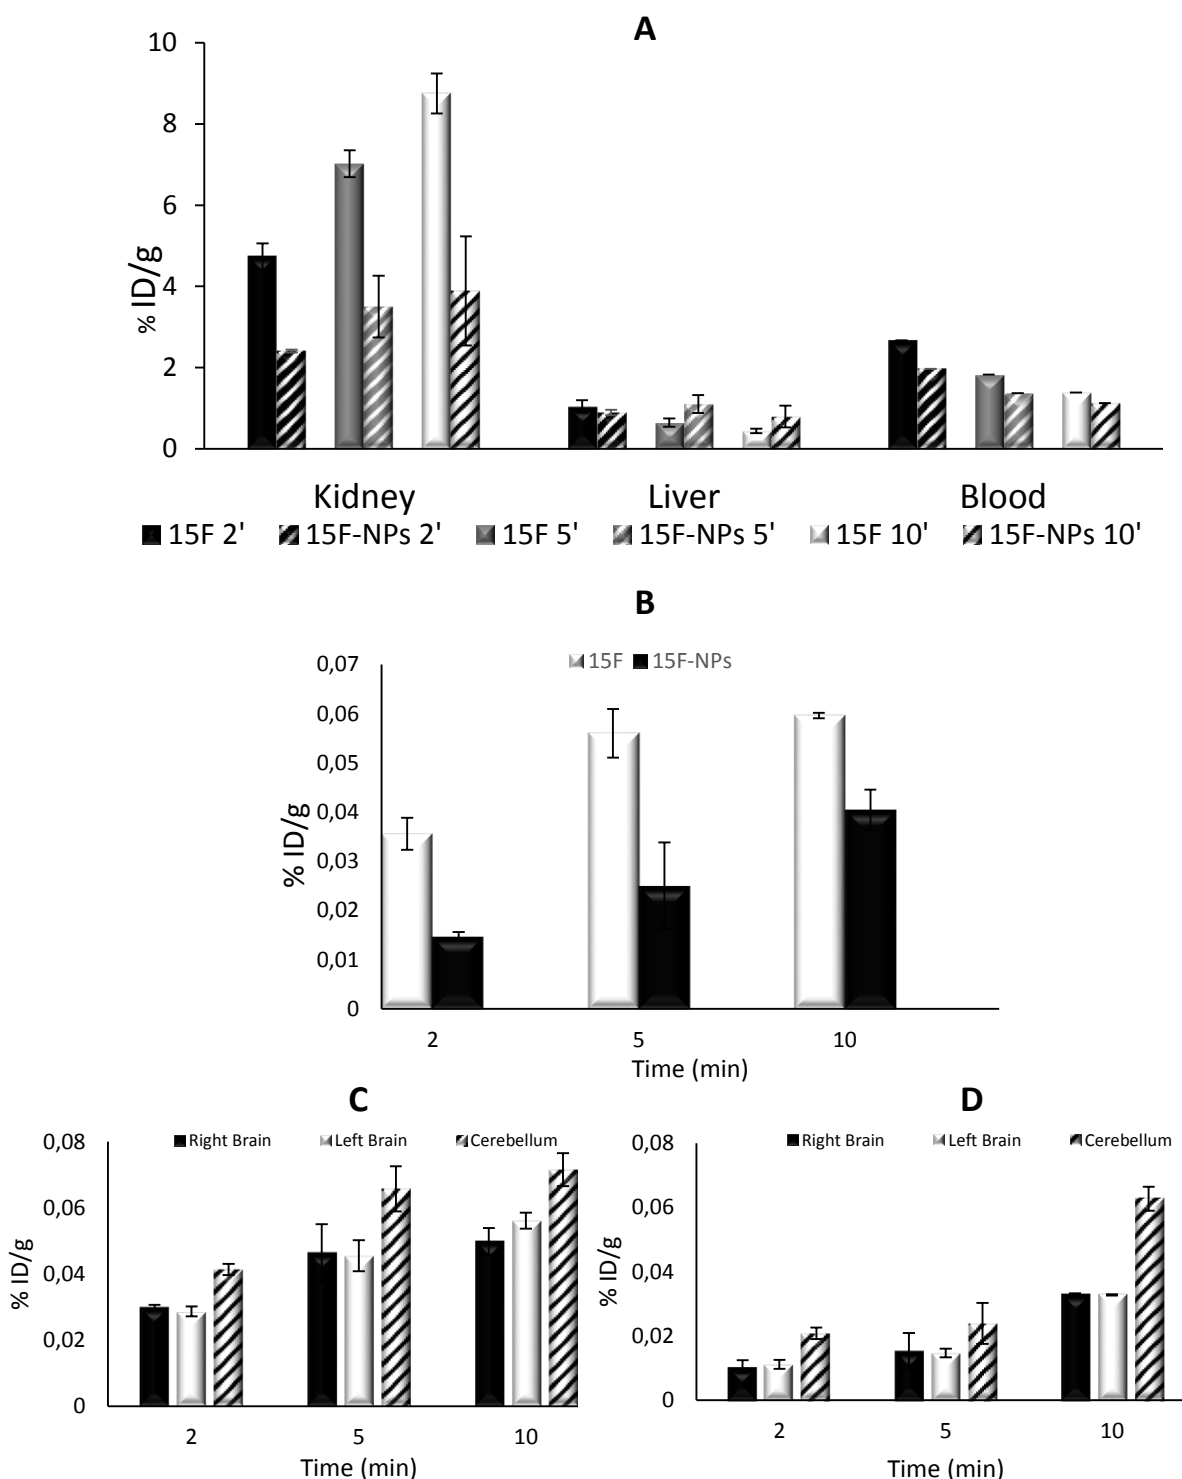 A
10
8
6
4
2
0
% ID/g
Kidney Liver Blood
15F 2' 15F-NPs 2' 15F 5' 15F-NPs 5' 15F 10' 15F-NPs 10'
B
15F 15F-NPs
0,07
0,06
0,05
0,04
0,03
0,02
0,01
0
% ID/g
2 5 10
Time (min)
C
Right Brain Left Brain Cerebellum
0,08
0,06
0,04
0,02
0
% ID/g
2 5 10
Time (min)
D
Right Brain Left Brain Cerebellum
0,08
0,06
0,04
0,02
0
% ID/g
2 5 10
Time (min)